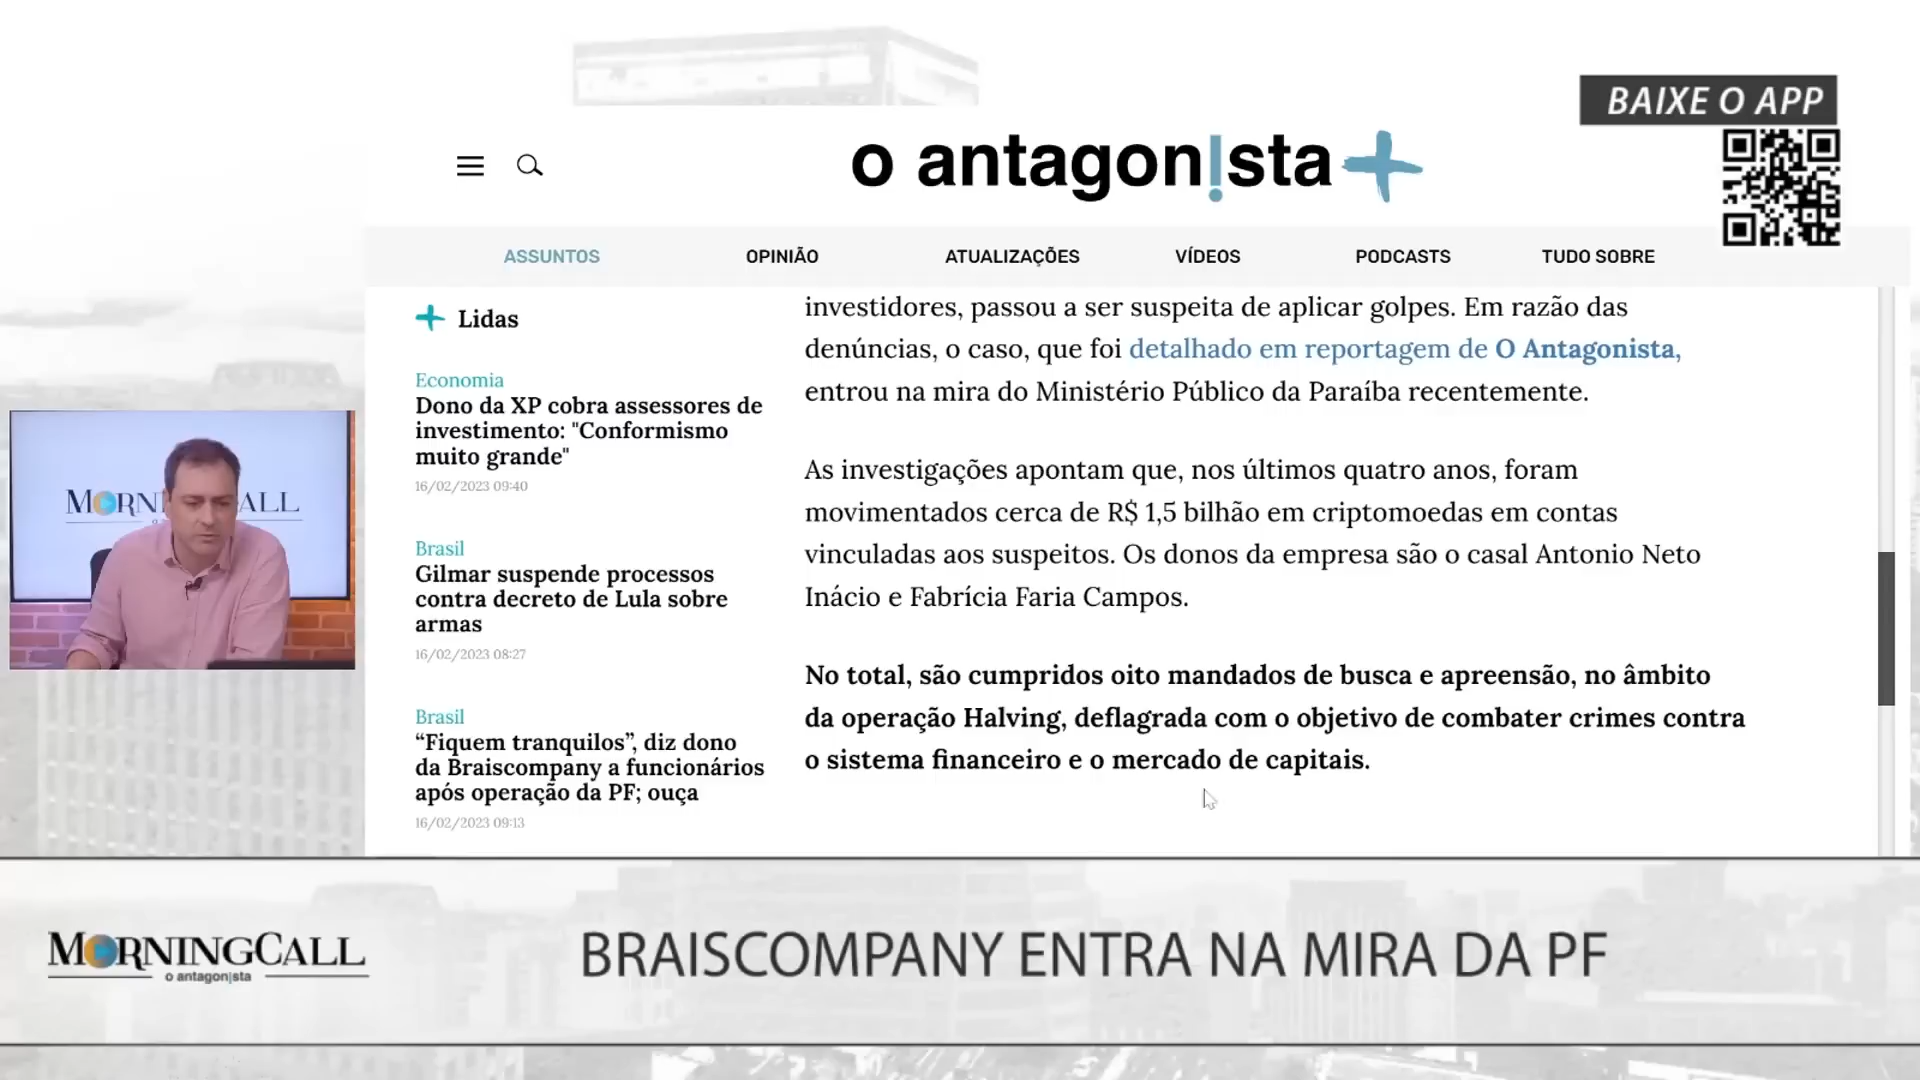 BAIXE O APP
o antagon!sta+
ASSUNTOS
OPINIÃO
ATUALIZAÇÕES
VÍDEOS
PODCASTS
TUDO SOBRE
+ Lidas
Economia
Dono da XP cobra assessores de
investimento: "Conformismo
muito grande"
16/02/2023 09:40
Brasil
Gilmar suspende processos
contra decreto de Lula sobre
armas
16/02/2023 08:27
Brasil
“Fiquem tranquilos”, diz dono
da Braiscompany a funcionários
após operação da PF; ouça
16/02/2023 09:13
investidores, passou a ser suspeita de aplicar golpes. Em razão das
denúncias, o caso, que foi detalhado em reportagem de O Antagonista,
entrou na mira do Ministério Público da Paraíba recentemente.
As investigações apontam que, nos últimos quatro anos, foram
movimentados cerca de R$ 1,5 bilhão em criptomoedas em contas
vinculadas aos suspeitos. Os donos da empresa são o casal Antonio Neto
Inácio e Fabrícia Faria Campos.
No total, são cumpridos oito mandados de busca e apreensão, no âmbito
da operação Halving, deflagrada com o objetivo de combater crimes contra
o sistema financeiro e o mercado de capitais.
MORN ALL
MORNINGCALL
o antagon!sta
BRAISCOMPANY ENTRA NA MIRA DA PF